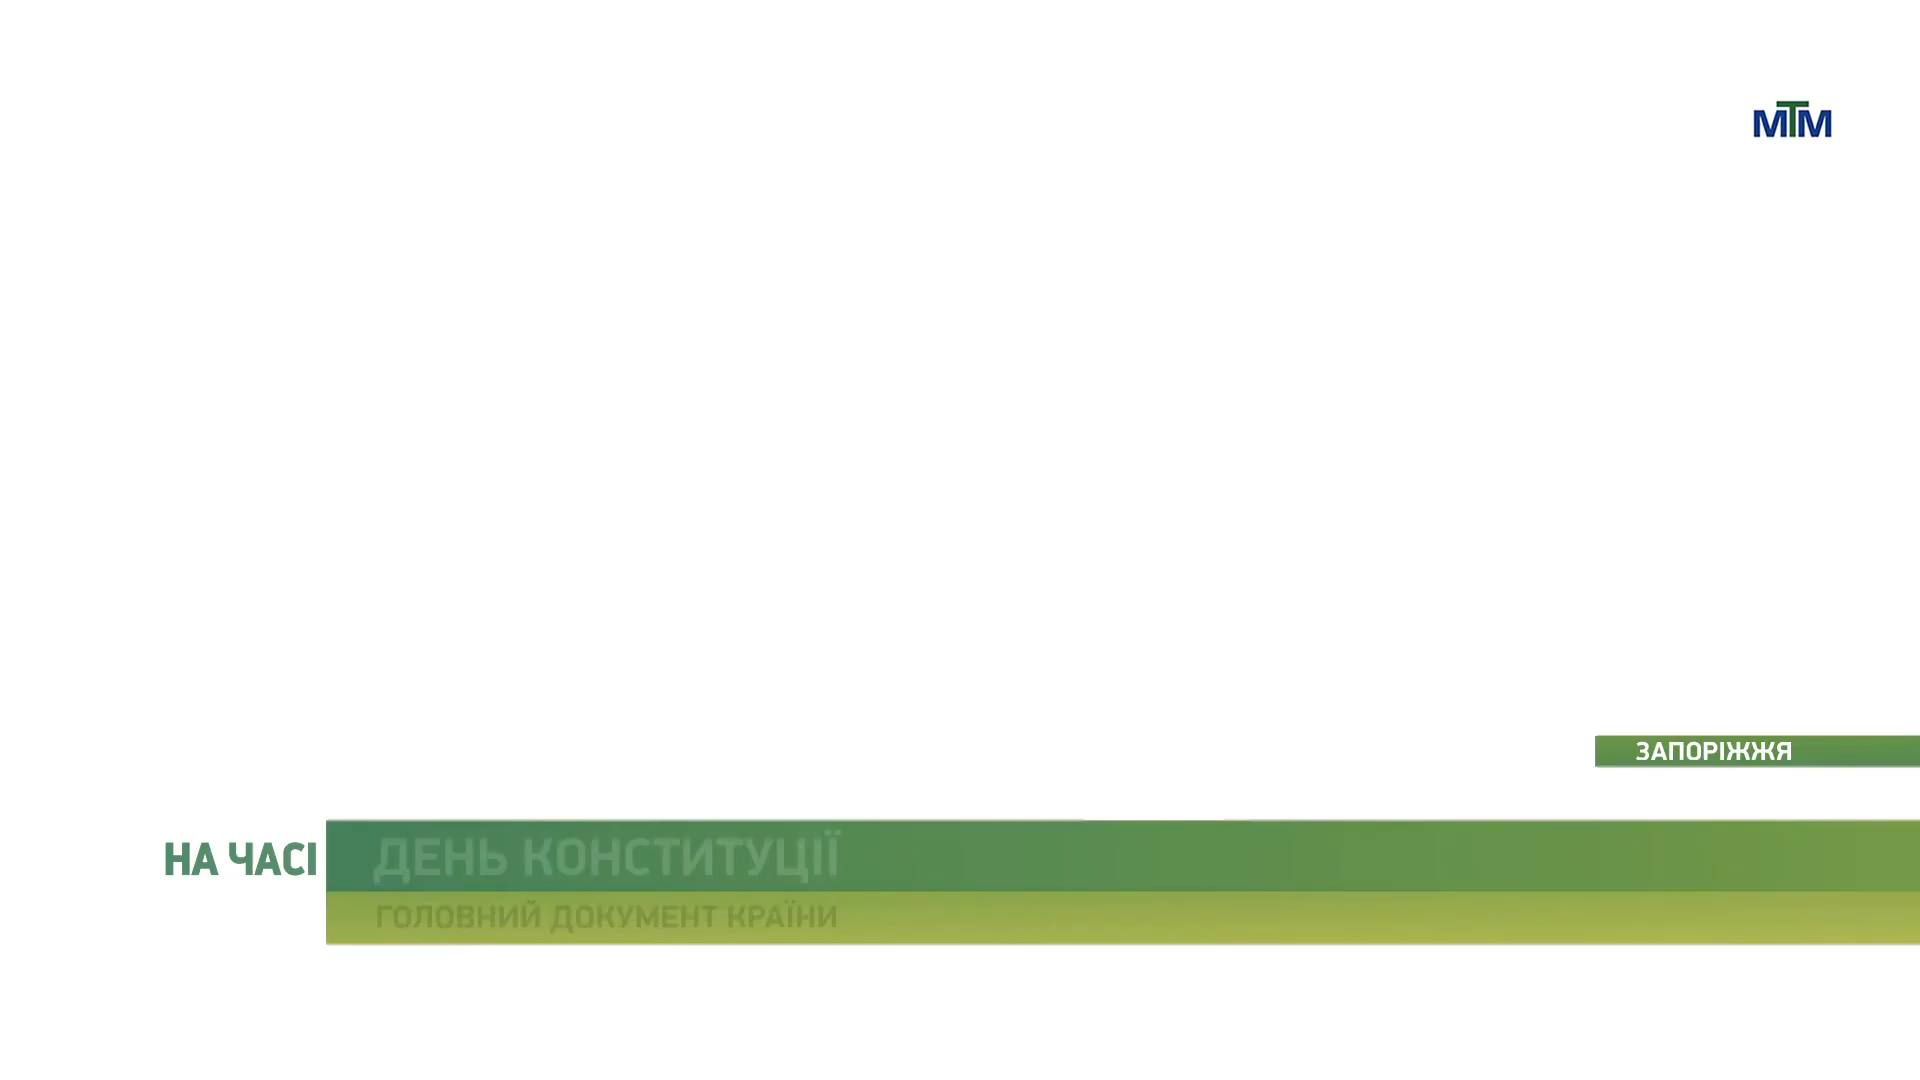 МТМ
ЗАПОРІЖЖЯ
НА ЧАСІ
ДЕНЬ КОНСТИТУЦІЇ
ГОЛОВНИЙ ДОКУМЕНТ КРАЇНИ